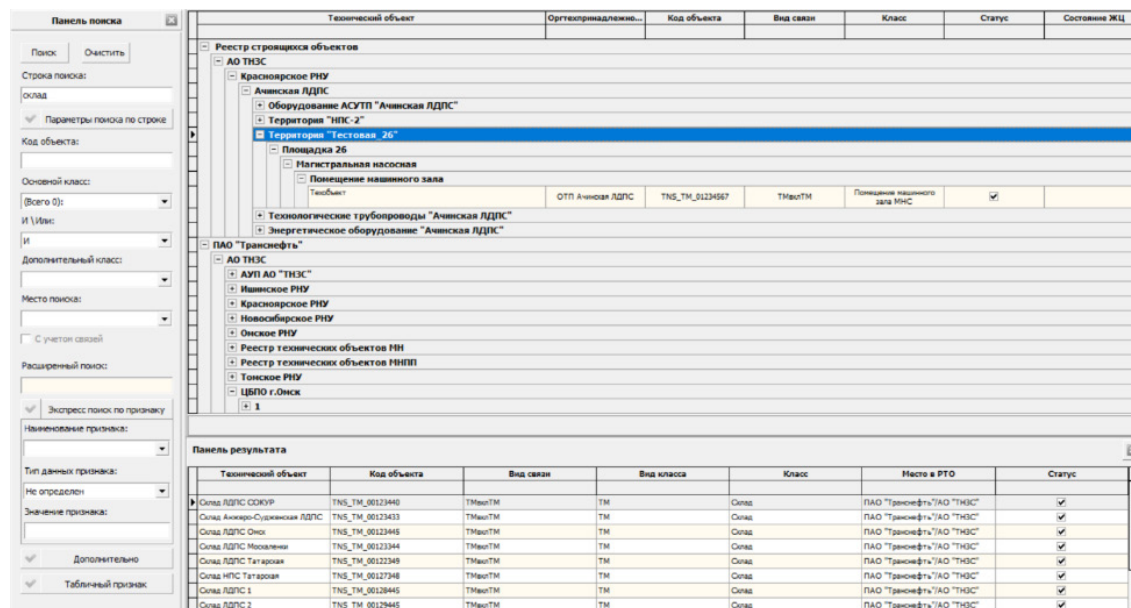 Панель поиска
Поиск Очистить
Строка поиска:
склад
Параметры поиска по строке
Код объекта:
Основной класс:
(Всего 0):
И \Или:
И
Дополнительный класс:
Место поиска:
С учетом связей
Расширенный поиск:
Экспресс поиск по признаку
Наименование признака:
Тип данных признака:
Не определен
Значение признака:
Дополнительно
Табличный признак
Технический объект Оргтехпринадлежно... Код объекта Вид связи Класс Статус Состояние ЖЦ
Реестр строящихся объектов
АО ТНЗС
Красноярское РНУ
Ачинская ЛДПС
Оборудование АСУТП "Ачинская ЛДПС"
Территория "НПС-2"
Территория "Тестовая_26"
Площадка 26
Магистральная насосная
Помещение машинного зала
Техобъект ОТП Ачинская ЛДПС TNS_TM_01234567 ТМвклТМ Помещение машинного
зала МНС
Технологические трубопроводы "Ачинская ЛДПС"
Энергетическое оборудование "Ачинская ЛДПС"
ПАО "Транснефть"
АО ТНЗС
АУП АО "ТНЗС"
Ишимское РНУ
Красноярское РНУ
Новосибирское РНУ
Омское РНУ
Реестр технических объектов МН
Реестр технических объектов МНПП
Томское РНУ
ЦБПО г.Омск
1
Панель результата
Технический объект Код объекта Вид связи Вид класса Класс Место в РТО Статус
Склад ЛДПС СОКУР TNS_TM_00123440 ТМвклТМ ТМ Склад ПАО "Транснефть"/АО "ТНЗС"
Склад Анжеро-Судженская ЛДПС TNS_TM_00123433 ТМвклТМ ТМ Склад ПАО "Транснефть"/АО "ТНЗС"
Склад ЛДПС Омск TNS_TM_00123445 ТМвклТМ ТМ Склад ПАО "Транснефть"/АО "ТНЗС"
Склад ЛДПС Москаленки TNS_TM_00123344 ТМвклТМ ТМ Склад ПАО "Транснефть"/АО "ТНЗС"
Склад ЛДПС Татарская TNS_TM_00122349 ТМвклТМ ТМ Склад ПАО "Транснефть"/АО "ТНЗС"
Склад НПС Татарская TNS_TM_00127348 ТМвклТМ ТМ Склад ПАО "Транснефть"/АО "ТНЗС"
Склад ЛДПС 1 TNS_TM_00128445 ТМвклТМ ТМ Склад ПАО "Транснефть"/АО "ТНЗС"
Склад ЛДПС 2 TNS_TM_00129445 ТМвклТМ ТМ Склад ПАО "Транснефть"/АО "ТНЗС"